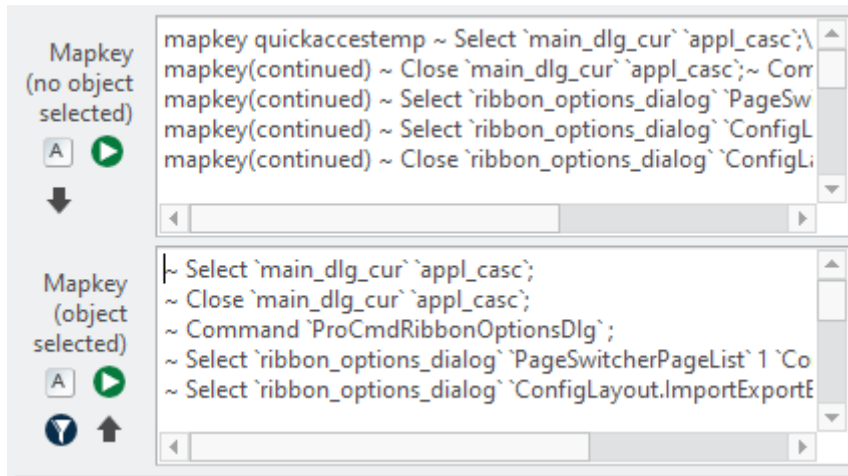 Mapkey
(no object
selected)
A
mapkey quickaccestemp ~ Select `main_dlg_cur` `appl_casc`;\
mapkey(continued) ~ Close `main_dlg_cur` `appl_casc`;~ Com
mapkey(continued) ~ Select `ribbon_options_dialog` `PageSw
mapkey(continued) ~ Select `ribbon_options_dialog` `ConfigL
mapkey(continued) ~ Close `ribbon_options_dialog` `ConfigLa
Mapkey
(object
selected)
A
~ Select `main_dlg_cur` `appl_casc`;
~ Close `main_dlg_cur` `appl_casc`;
~ Command `ProCmdRibbonOptionsDlg` ;
~ Select `ribbon_options_dialog` `PageSwitcherPageList` 1 `Co
~ Select `ribbon_options_dialog` `ConfigLayout.ImportExportE